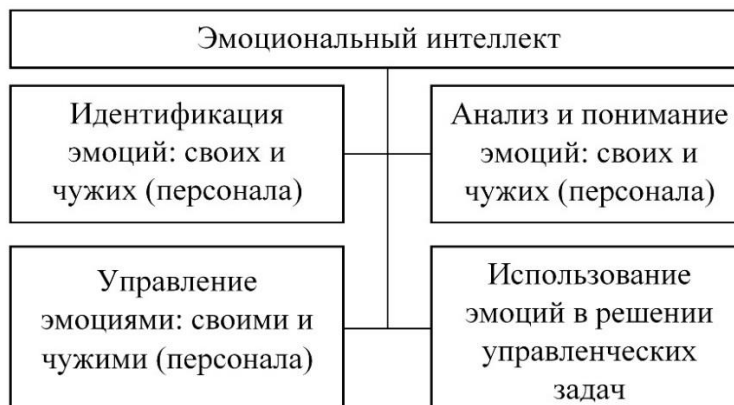 Эмоциональный интеллект
Идентификация
эмоций: своих и
чужих (персонала)
Анализ и понимание
эмоций: своих и
чужих (персонала)
Управление
эмоциями: своими и
чужими (персонала)
Использование
эмоций в решении
управленческих
задач